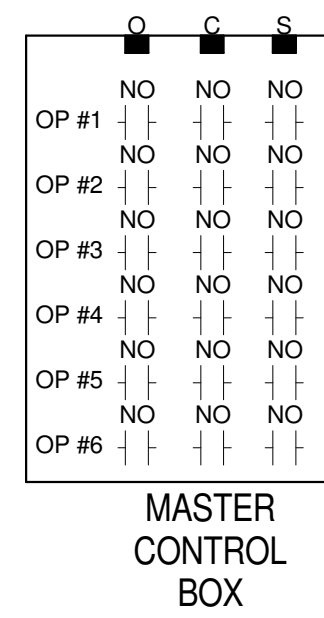 O C S
NO NO NO
OP #1
NO NO NO
OP #2
NO NO NO
OP #3
NO NO NO
OP #4
NO NO NO
OP #5
NO NO NO
OP #6
MASTER
CONTROL
BOX